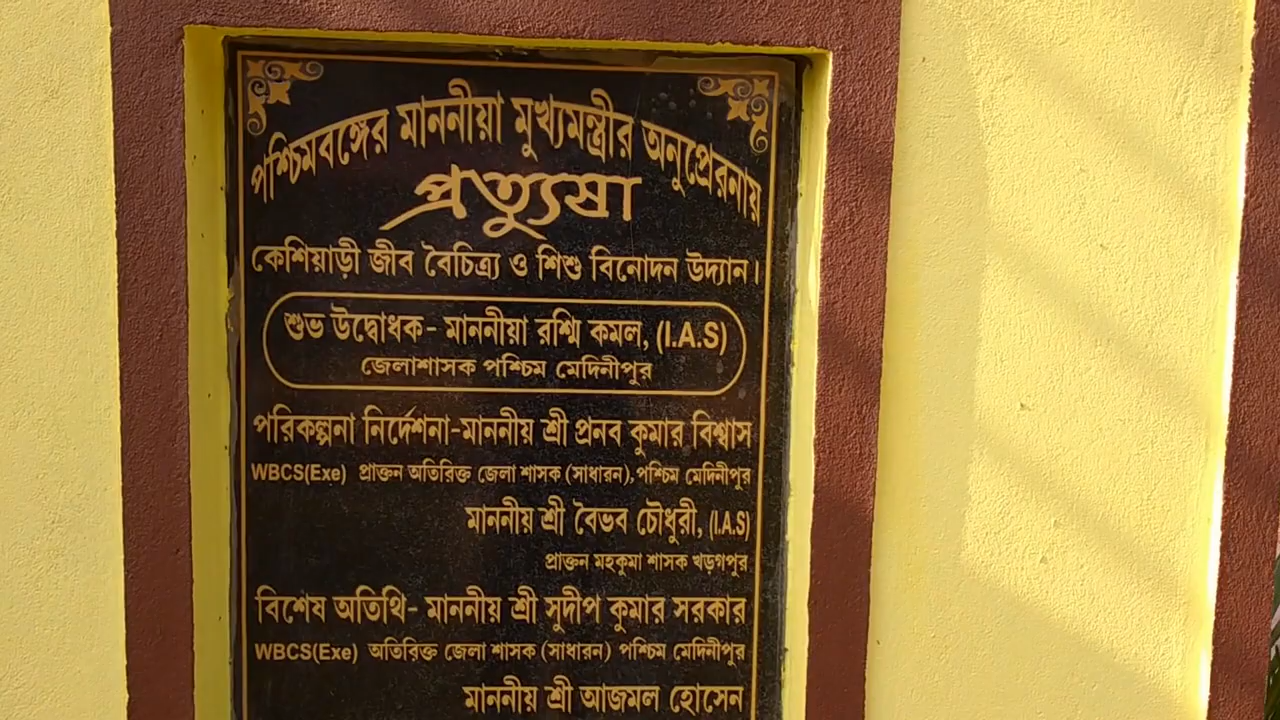 পশ্চিমবঙ্গের মাননীয়া মুখ্যমন্ত্রীর অনুপ্রেরনায়
প্রত্যুষা
কেশিয়াড়ী জীব বৈচিত্র্য ও শিশু বিনোদন উদ্যান।
শুভ উদ্বোধক- মাননীয়া রশ্মি কমল, (I.A.S)
জেলাশাসক পশ্চিম মেদিনীপুর
পরিকল্পনা নির্দেশনা-মাননীয় শ্রী প্রনব কুমার বিশ্বাস
WBCS(Exe) প্রাক্তন অতিরিক্ত জেলা শাসক (সাধারন), পশ্চিম মেদিনীপুর
মাননীয় শ্রী বৈভব চৌধুরী, (I.A.S)
প্রাক্তন মহকুমা শাসক খড়গপুর
বিশেষ অতিথি- মাননীয় শ্রী সুদীপ কুমার সরকার
WBCS(Exe) অতিরিক্ত জেলা শাসক (সাধারন) পশ্চিম মেদিনীপুর
মাননীয় শ্রী আজমল হোসেন